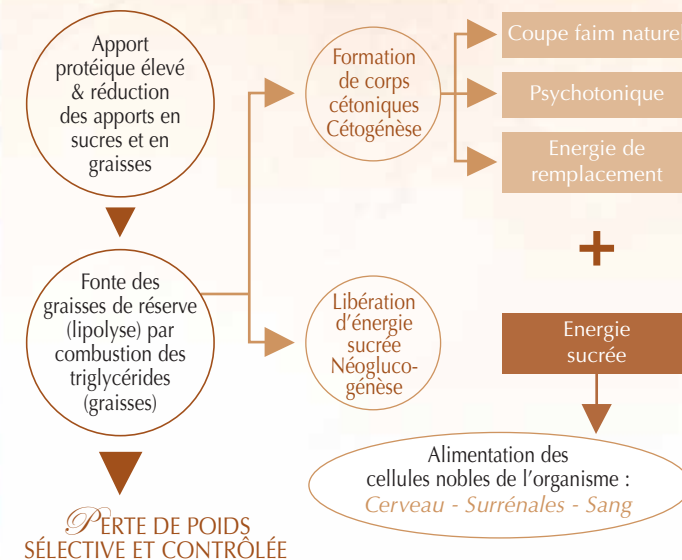 Apport
protéique élevé
& réduction
des apports en
sucres et en
graisses
Fonte des
graisses de réserve
(lipolyse) par
combustion des
triglycérides
(graisses)
PERTE DE POIDS
SÉLECTIVE ET CONTRÔLÉE
Formation
de corps
cétoniques
Cétogénèse
Libération
d’énergie
sucrée
Néogluco-
génèse
Coupe faim naturel
Psychotonique
Energie de
remplacement
+
Energie
sucrée
Alimentation des
cellules nobles de l’organisme :
Cerveau - Surrénales - Sang